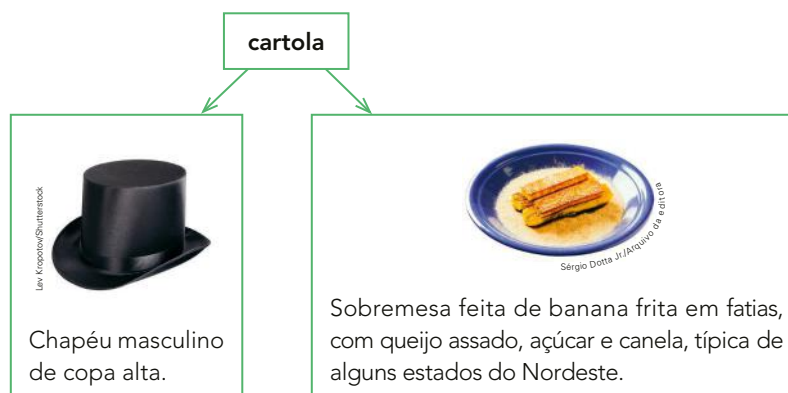 cartola
Lev Kropotov/Shutterstock
Chapéu masculino
de copa alta.
Sérgio Dotta Jr./Arquivo da editora
Sobremesa feita de banana frita em fatias,
com queijo assado, açúcar e canela, típica de
alguns estados do Nordeste.